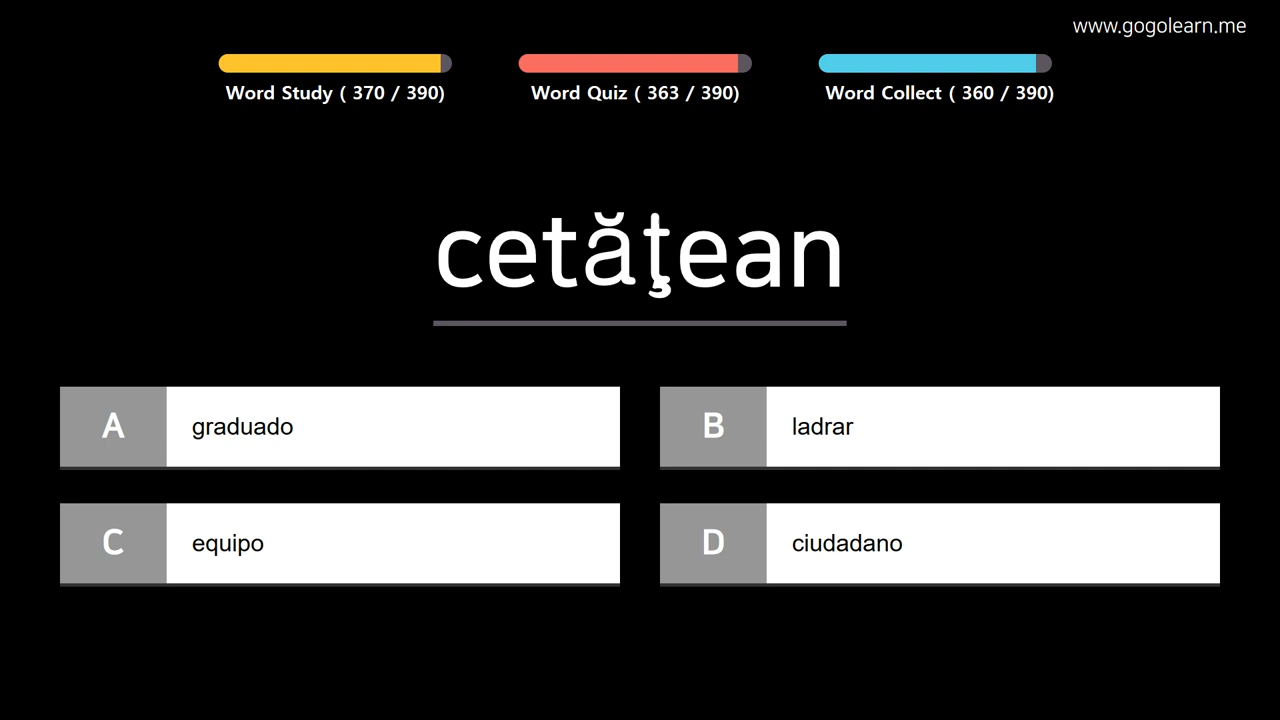 www.gogolearn.me
Word Study ( 370 / 390)
Word Quiz ( 363 / 390)
Word Collect ( 360 / 390)
cetăţean
A graduado
B ladrar
C equipo
D ciudadano